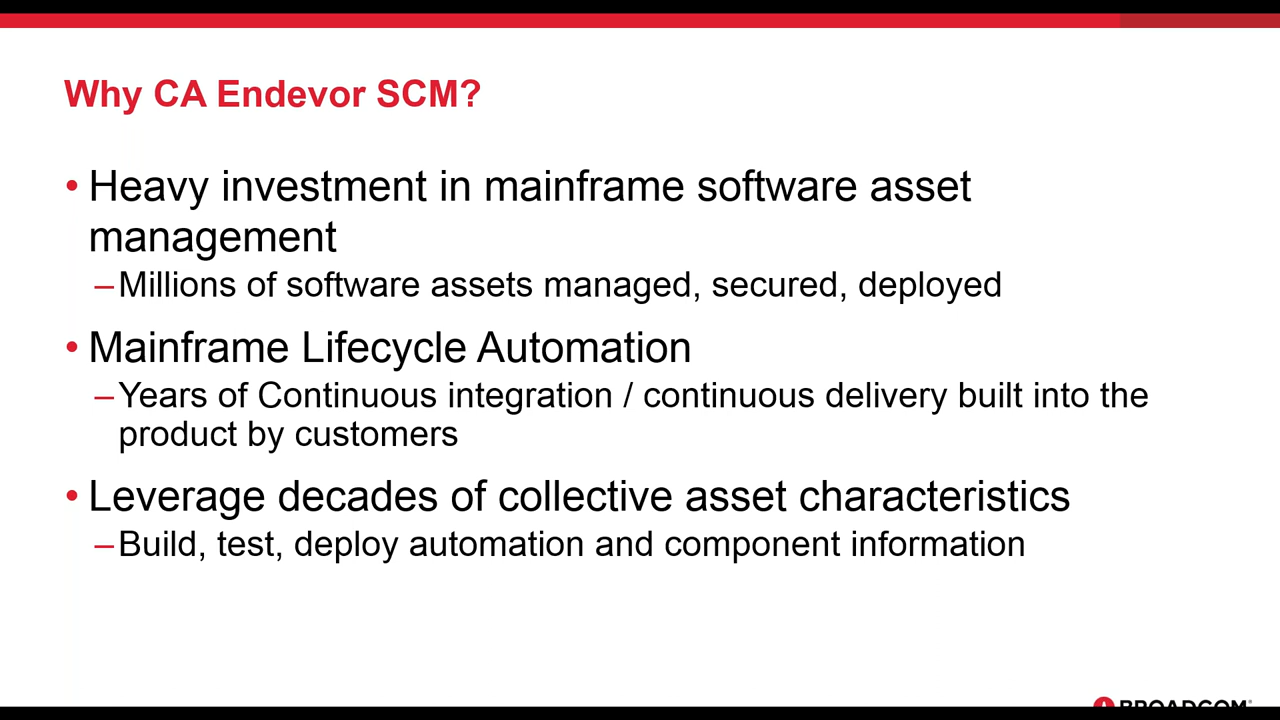 Why CA Endevor SCM?
• Heavy investment in mainframe software asset
management
– Millions of software assets managed, secured, deployed
• Mainframe Lifecycle Automation
– Years of Continuous integration / continuous delivery built into the
product by customers
• Leverage decades of collective asset characteristics
– Build, test, deploy automation and component information
BROADCOM®